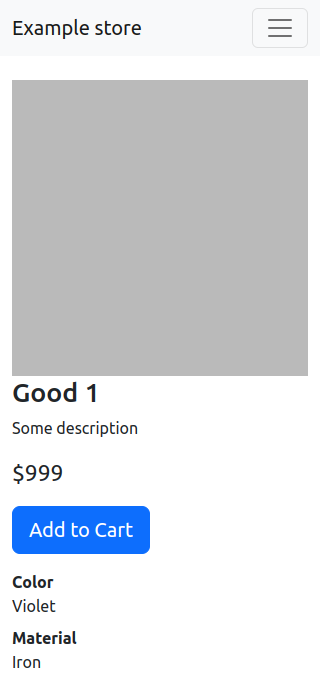 Example store
Good 1
Some description
$999
Add to Cart
Color
Violet
Material
Iron